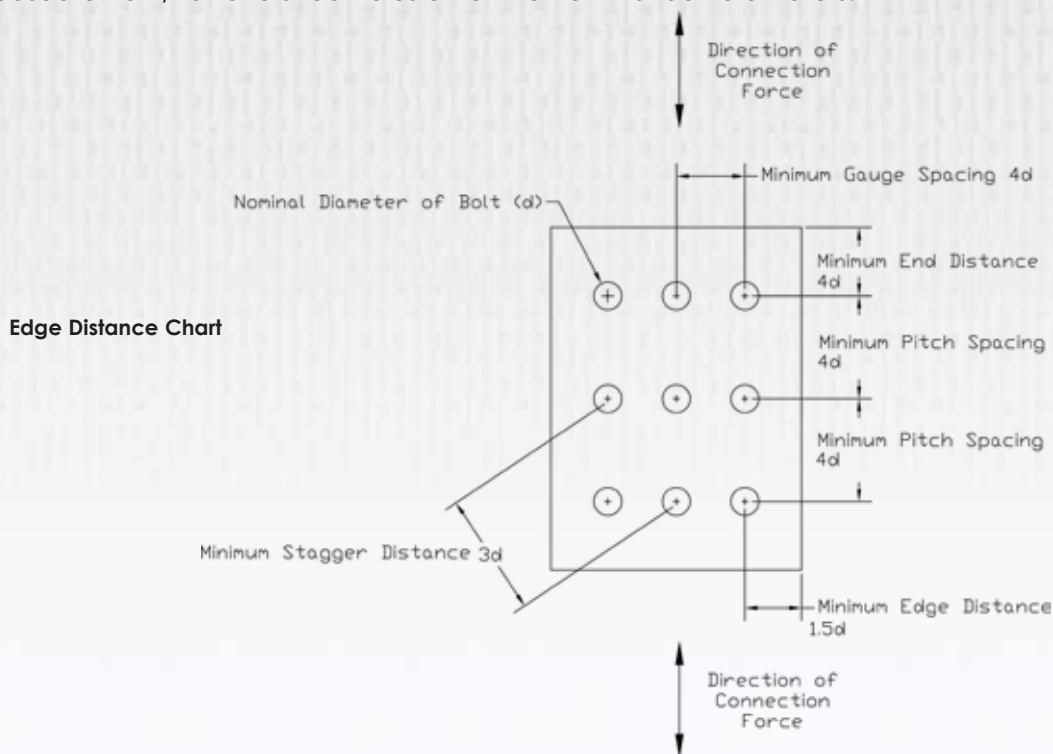 Direction of
Connection
Force
Minimum Gauge Spacing 4d
Nominal Diameter of Bolt (d)
Minimum End Distance
4d
Edge Distance Chart
Minimum Pitch Spacing
4d
Minimum Pitch Spacing
4d
Minimum Stagger Distance 3d
Minimum Edge Distance
1.5d
Direction of
Connection
Force